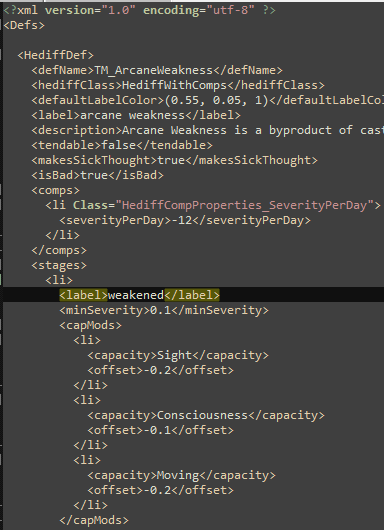 <?xml version="1.0" encoding="utf-8" ?>
<Defs>
<HediffDef>
<defName>TM_ArcaneWeakness</defName>
<hediffClass>HediffWithComps</hediffClass>
<defaultLabelColor>(0.55, 0.05, 1)</defaultLabelCo
<label>arcane weakness</label>
<description>Arcane Weakness is a byproduct of cast
<tendable>false</tendable>
<makesSickThought>true</makesSickThought>
<isBad>true</isBad>
<comps>
<li Class="HediffCompProperties_SeverityPerDay">
<severityPerDay>-12</severityPerDay>
</li>
</comps>
<stages>
<li>
<label>weakened</label>
<minSeverity>0.1</minSeverity>
<capMods>
<li>
<capacity>Sight</capacity>
<offset>-0.2</offset>
</li>
<li>
<capacity>Consciousness</capacity>
<offset>-0.1</offset>
</li>
<li>
<capacity>Moving</capacity>
<offset>-0.2</offset>
</li>
</capMods>